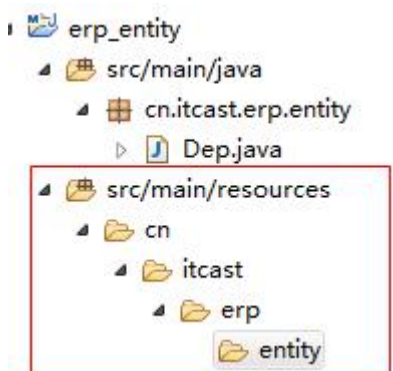 erp_entity
src/main/java
cn.itcast.erp.entity
Dep.java
src/main/resources
cn
itcast
erp
entity